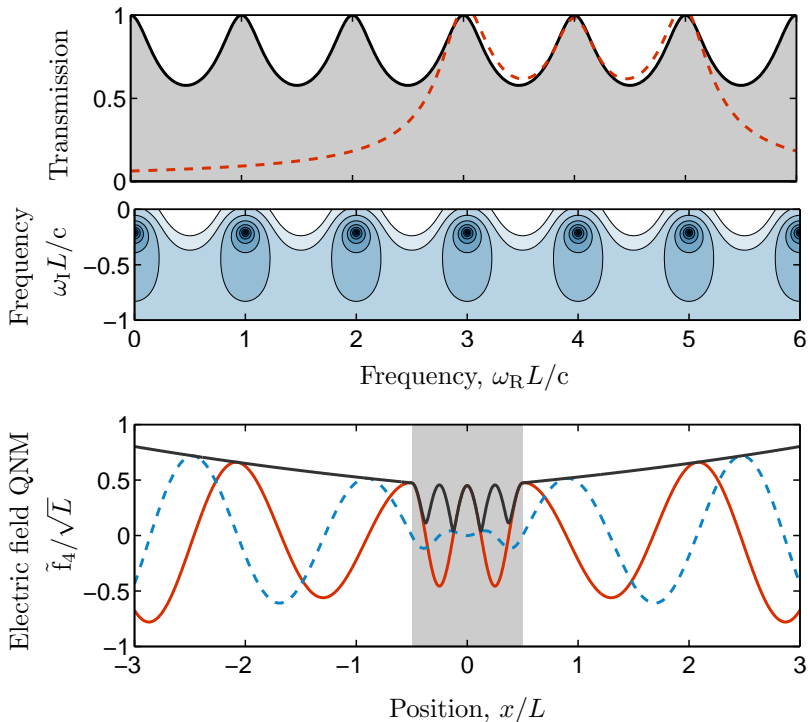 1
0.5
0
Transmission
0
−0.5
−1
Frequency
ω_I L/c
0 1 2 3 4 5 6
Frequency, ω_R L/c
1
0.5
0
−0.5
−1
Electric field QNM
f̃_4/√L
−3 −2 −1 0 1 2 3
Position, x/L